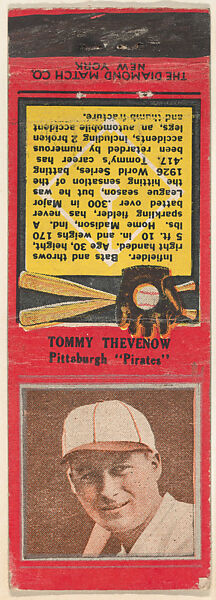 THE DIAMOND MATCH CO.
NEW YORK
TOMMY THEVENOW
Pittsburgh "Pirates"
Infielder. Bats and throws
right handed. Age 30, height,
5 ft. 10 in. and weighs 170
lbs. Home Madison, Ind. A
sparkling fielder, has never
batted over .300 in Major
League season, but he was
the hitting sensation of the
1926 World Series, batting
.417. Tommy's career has
been retarded by numerous
accidents, including 2 broken
legs, an automobile accident
and thumb fracture.